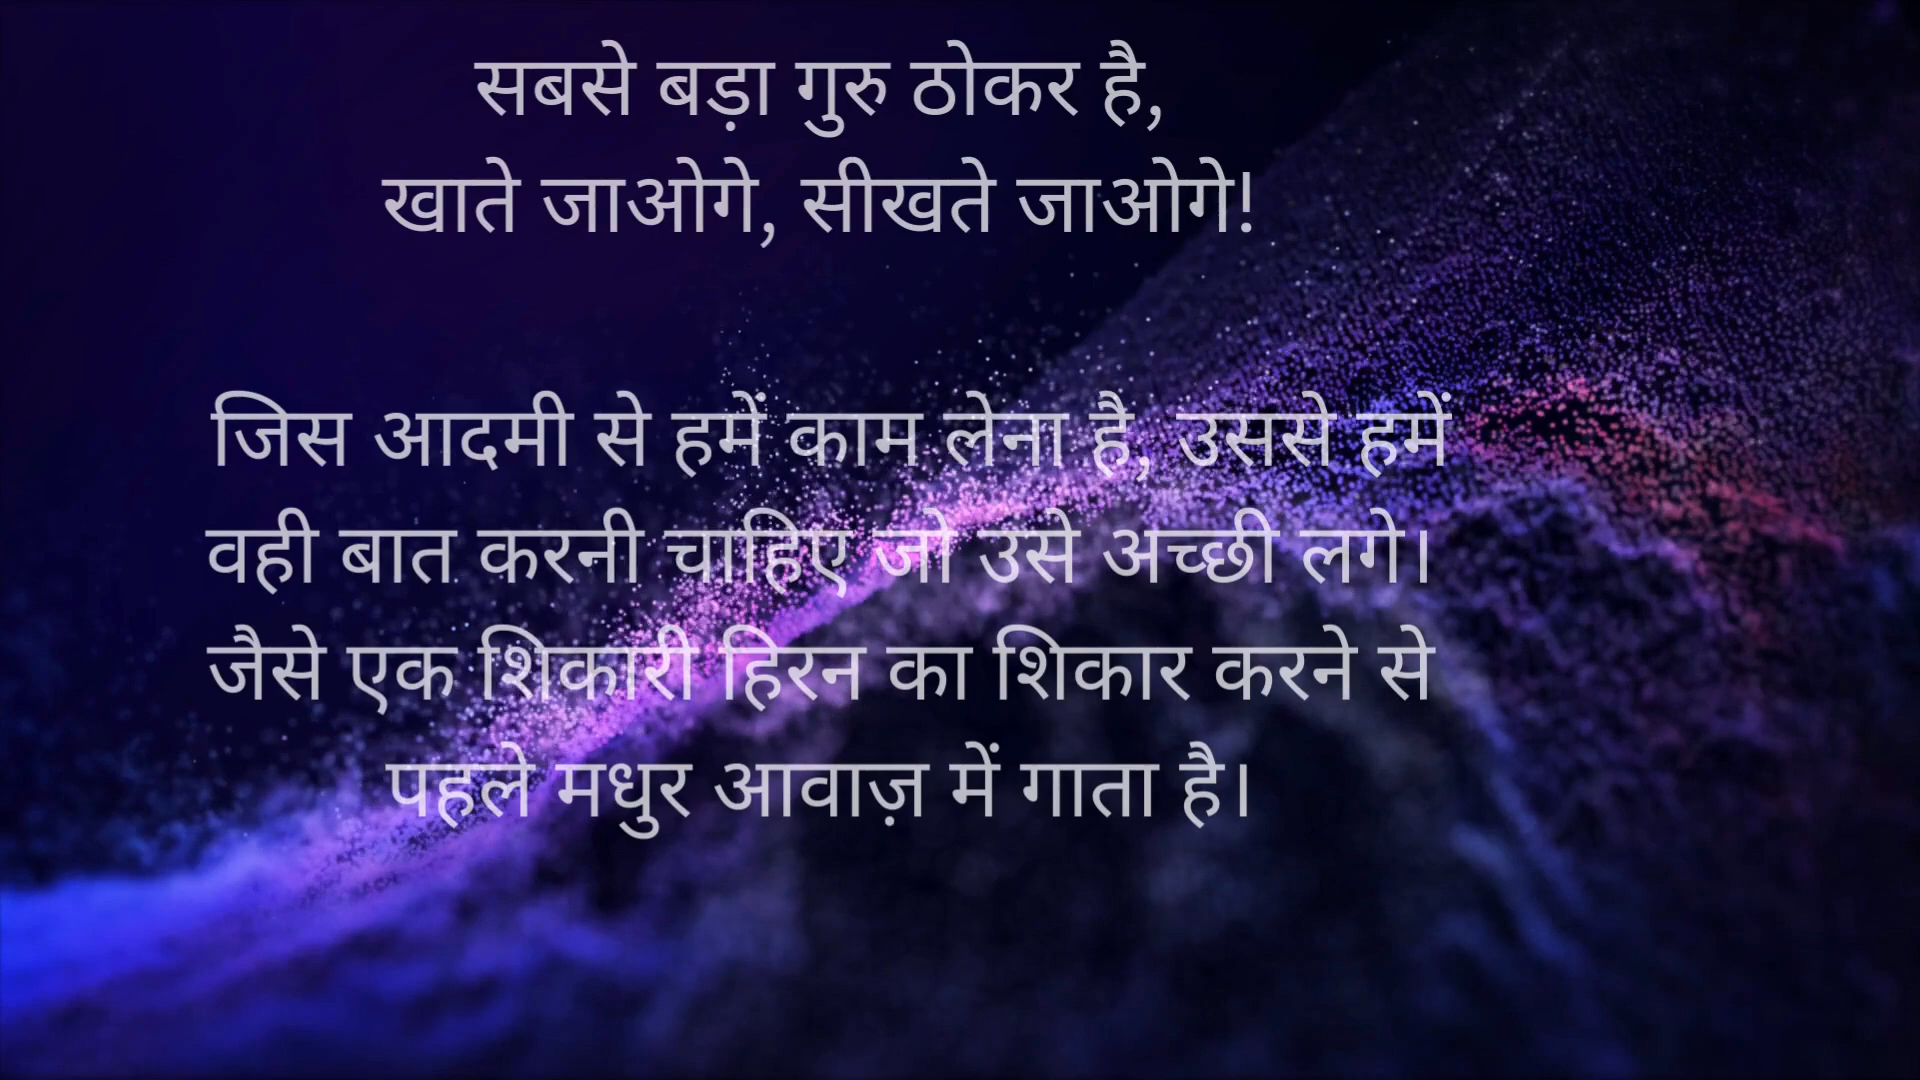 सबसे बड़ा गुरु ठोकर है,
खाते जाओगे, सीखते जाओगे!
जिस आदमी से हमें काम लेना है, उससे हमें
वही बात करनी चाहिए जो उसे अच्छी लगे।
जैसे एक शिकारी हिरन का शिकार करने से
पहले मधुर आवाज़ में गाता है।